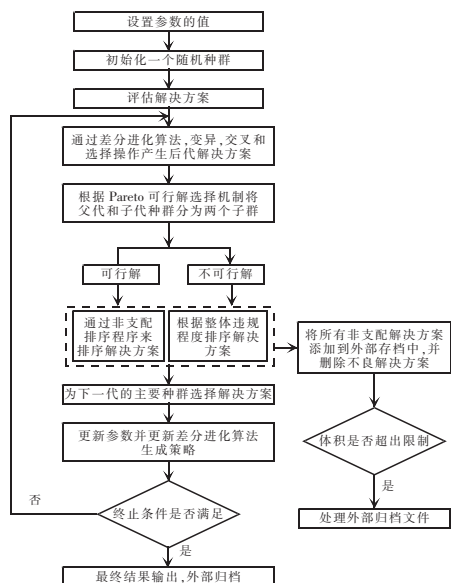 设置参数的值
初始化一个随机种群
评估解决方案
通过差分进化算法,变异,交叉和
选择操作产生后代解决方案
根据 Pareto 可行解选择机制将
父代和子代种群分为两个子群
可行解
不可行解
通过非支配
排序程序来
排序解决方案
根据整体违规
程度排序解决
方案
将所有非支配解决方案
添加到外部存档中,并
删除不良解决方案
为下一代的主要种群选择解决方案
更新参数并更新差分进化算法
生成策略
体积是否超出限制
是
处理外部归档文件
否
终止条件是否满足
是
最终结果输出,外部归档